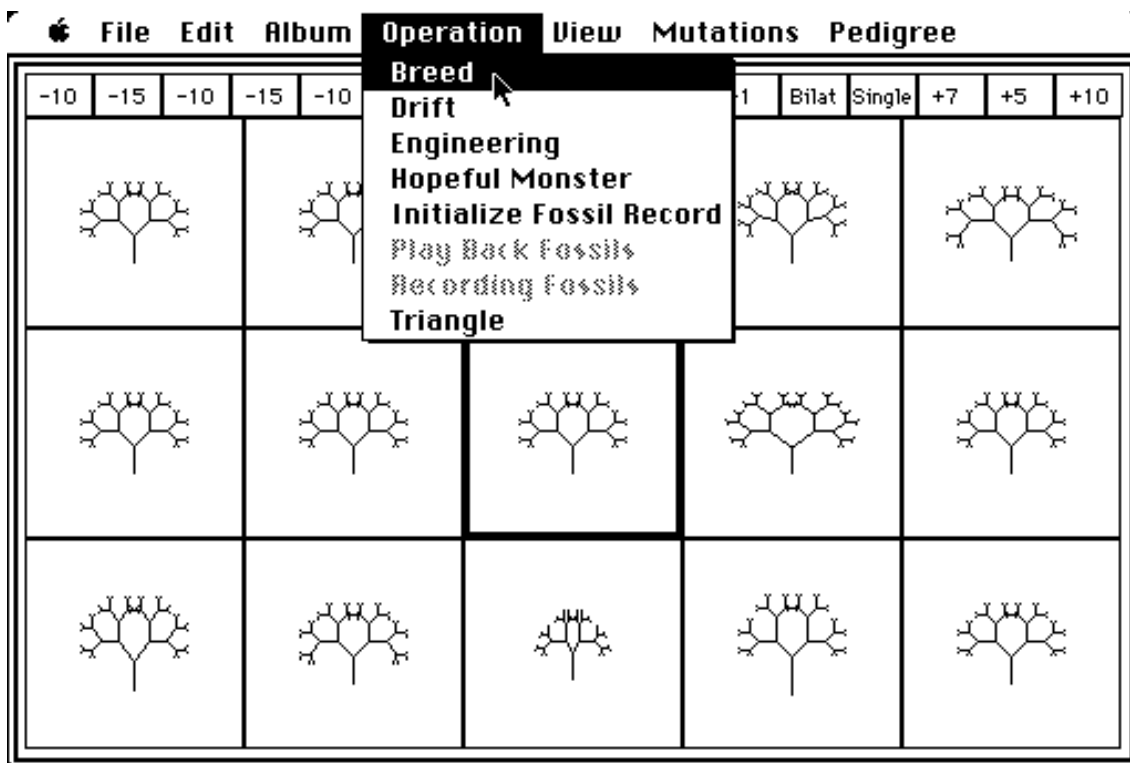 File Edit Album Operation View Mutations Pedigree
Breed
-10 -15 -10 -15 -10 Bilat Single +7 +5 +10
Drift
Engineering
Hopeful Monster
Initialize Fossil Record
Play Back Fossils
Recording Fossils
Triangle